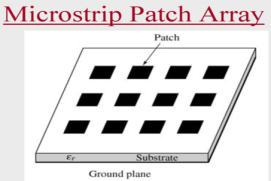 Microstrip Patch Array
Patch
εr Substrate
Ground plane